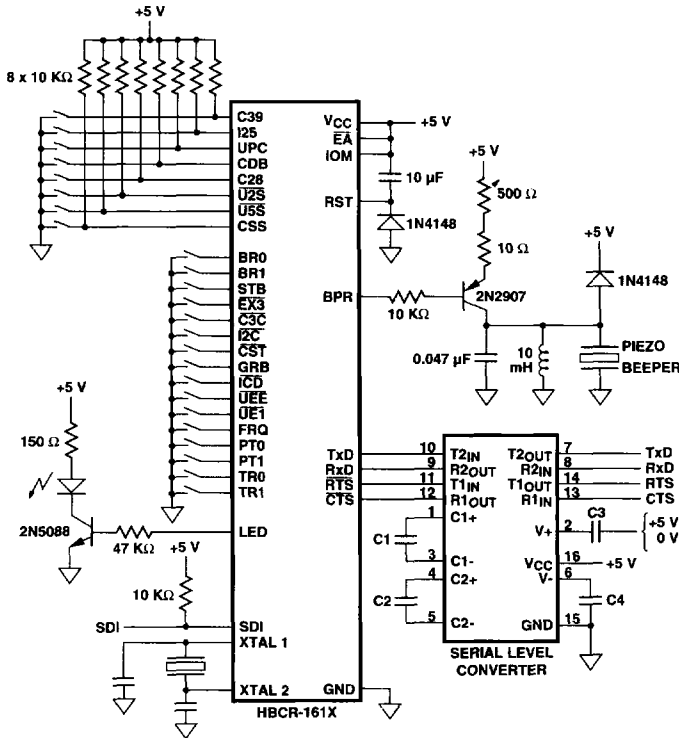 +5 V
8 x 10 KΩ
C39
I25
UPC
CDB
C28
U2S
U5S
CSS
BR0
BR1
STB
EX3
C3C
I2C
CST
GRB
ICD
UEE
UE1
FRQ
PT0
PT1
TR0
TR1
LED
SDI
XTAL 1
XTAL 2
VCC
EA
IOM
RST
BPR
TxD
RxD
RTS
CTS
GND
HBCR-161X
+5 V
10 µF
1N4148
500 Ω
10 Ω
10 KΩ
2N2907
+5 V
1N4148
0.047 µF
10
mH
PIEZO
BEEPER
+5 V
150 Ω
2N5088
47 KΩ
+5 V
10 KΩ
SDI
10 T2IN
9 R2OUT
11 T1IN
12 R1OUT
1 C1+
C1
3 C1-
4 C2+
C2
5 C2-
T2OUT 7 TxD
R2IN 8 RxD
T1OUT 14 RTS
R1IN 13 CTS
C3
V+ 2
+5 V
0 V
VCC 16 +5 V
V- 6
C4
GND 15
SERIAL LEVEL
CONVERTER